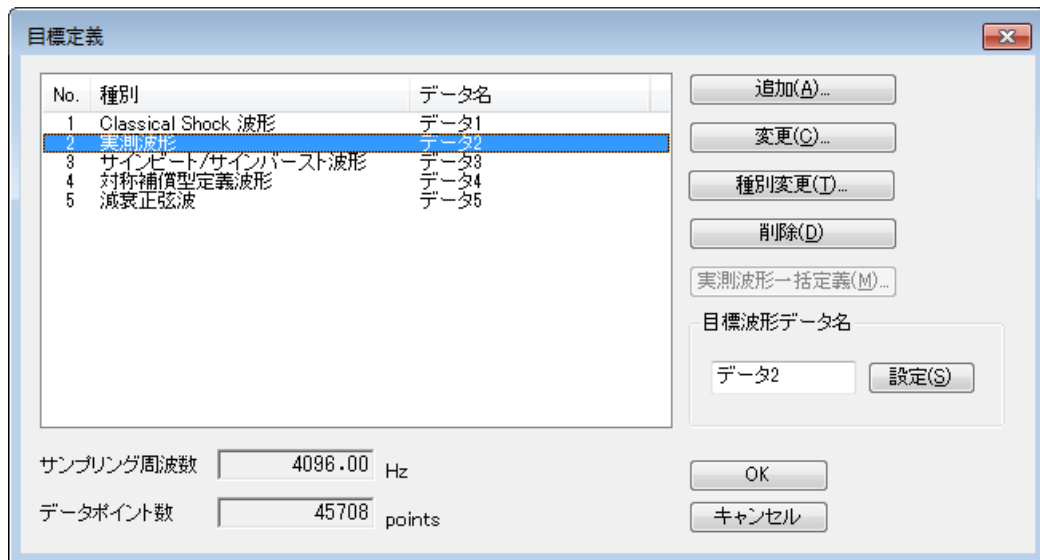 目標定義
No. 種別 データ名
1 Classical Shock 波形 データ1
2 実測波形 データ2
3 サインビート/サインバースト波形 データ3
4 対称補償型定義波形 データ4
5 減衰正弦波 データ5
追加(A)...
変更(C)...
種別変更(T)...
削除(D)
実測波形一括定義(M)...
目標波形データ名
データ2 設定(S)
サンプリング周波数 4096.00 Hz
データポイント数 45708 points
OK
キャンセル